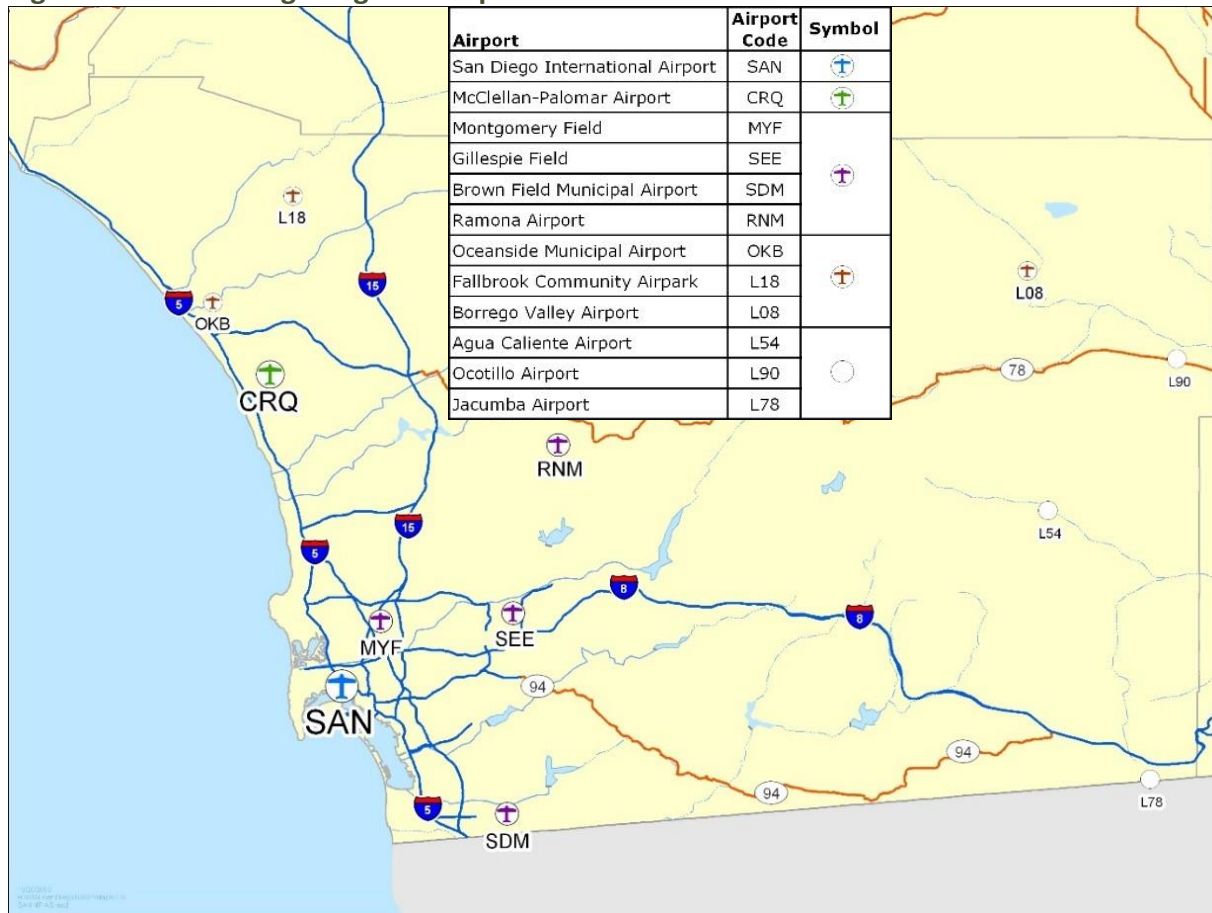 Airport Airport Code Symbol
San Diego International Airport SAN
McClellan-Palomar Airport CRQ
Montgomery Field MYF
Gillespie Field SEE
Brown Field Municipal Airport SDM
Ramona Airport RNM
Oceanside Municipal Airport OKB
Fallbrook Community Airpark L18
Borrego Valley Airport L08
Agua Caliente Airport L54
Ocotillo Airport L90
Jacumba Airport L78
L18
15
L08
5
OKB
78
L90
CRQ
RNM
15
L54
5
8
8
MYF
SEE
94
SAN
94
94
L78
5
SDM